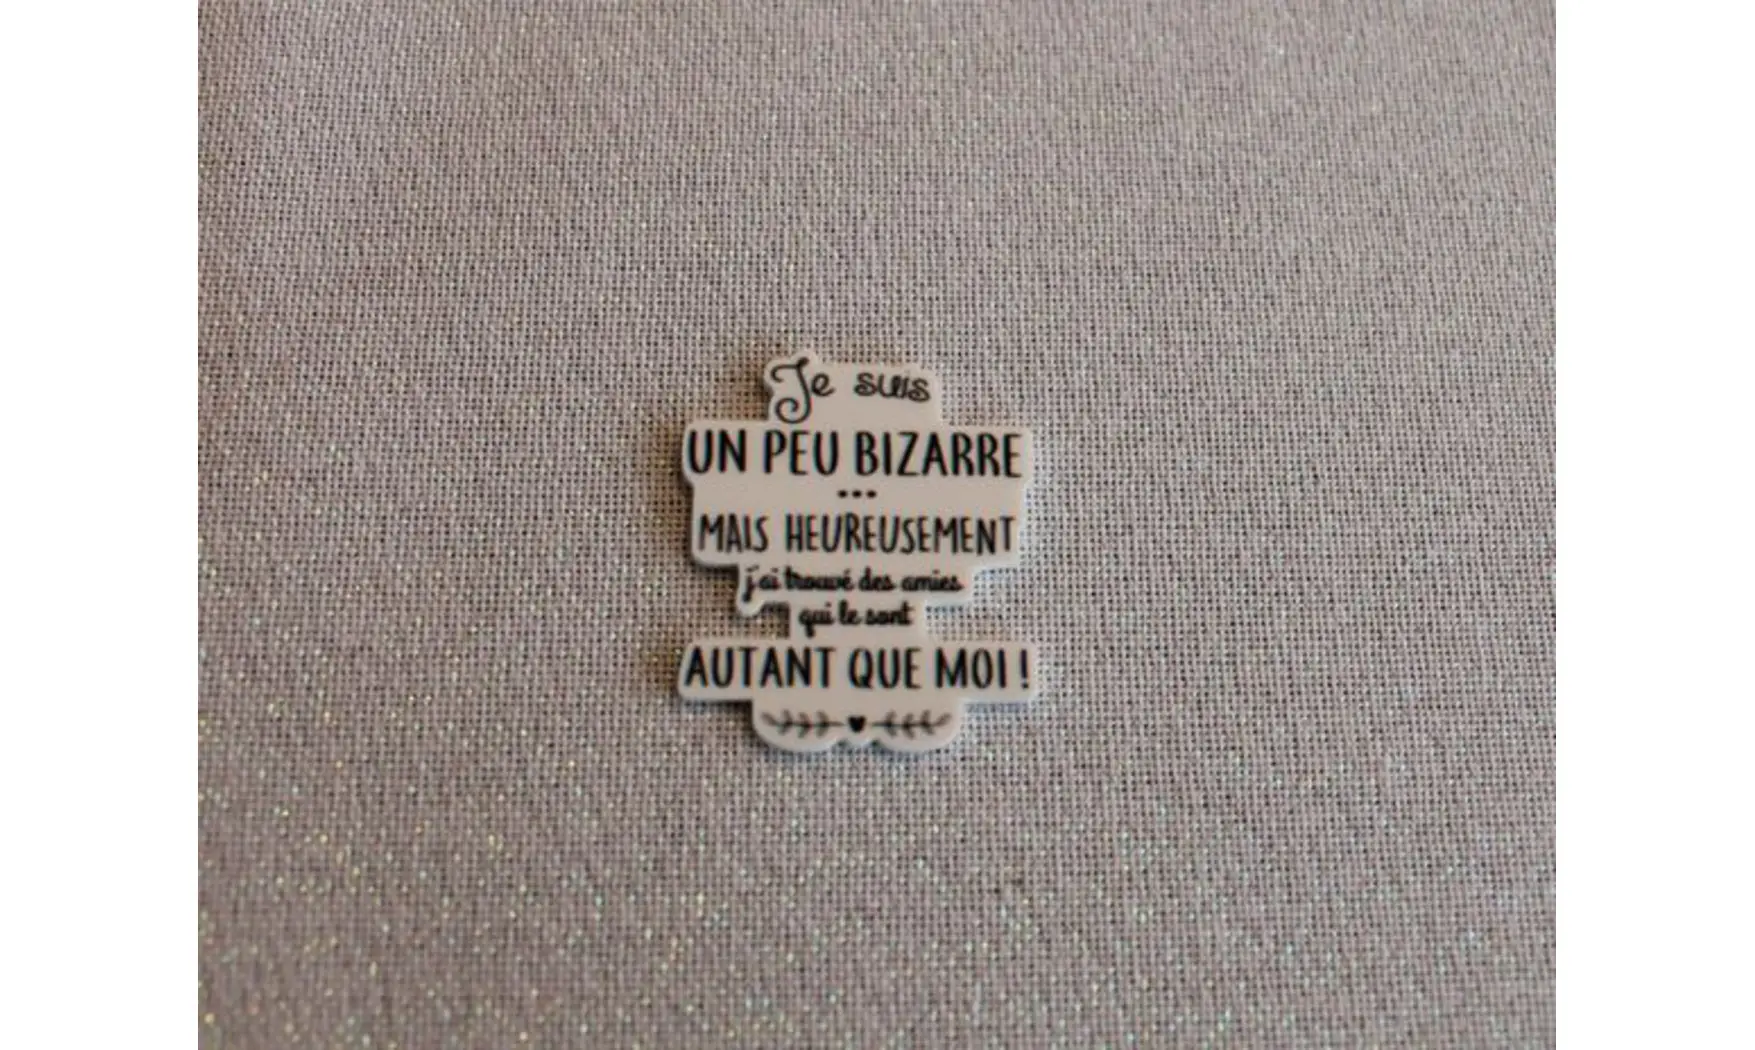 Je suis
UN PEU BIZARRE
...
MAIS HEUREUSEMENT
j'ai trouvé des amies
qui le sont
AUTANT QUE MOI !